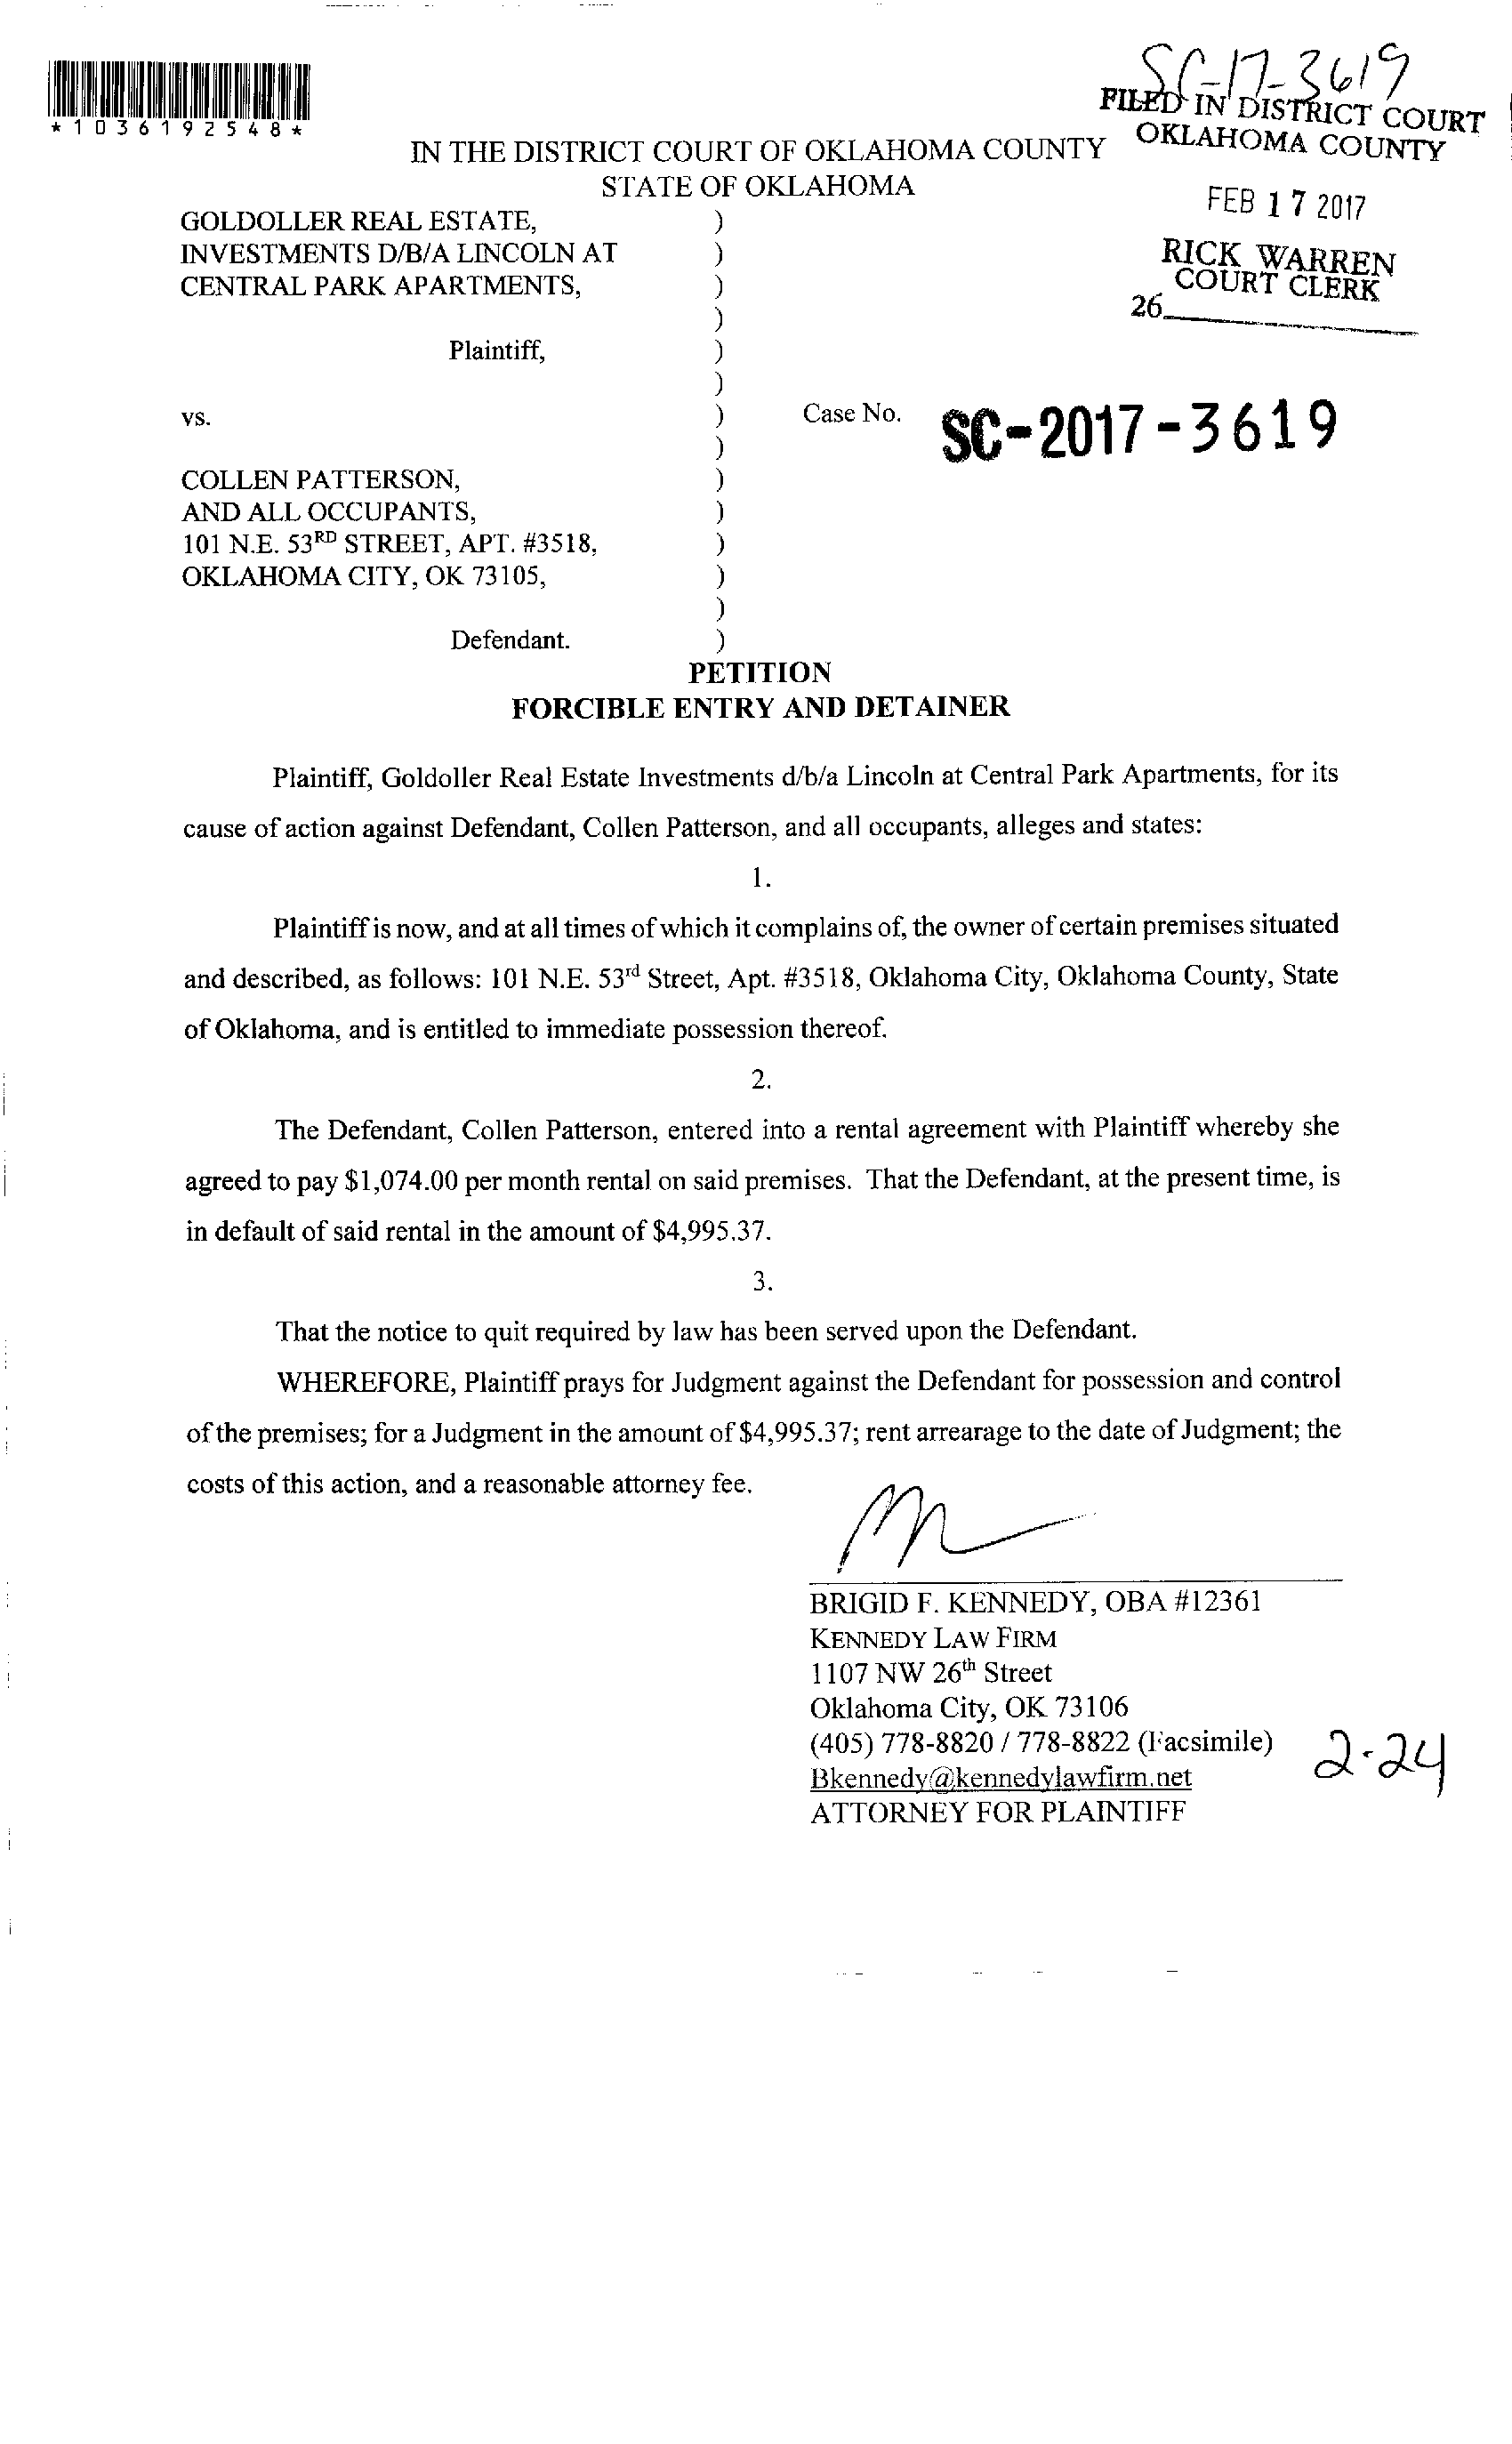 SC-17-3619
*1036192548*
FILED IN DISTRICT COURT
OKLAHOMA COUNTY
IN THE DISTRICT COURT OF OKLAHOMA COUNTY
STATE OF OKLAHOMA
FEB 17 2017
RICK WARREN
COURT CLERK
26
GOLDOLLER REAL ESTATE, )
INVESTMENTS D/B/A LINCOLN AT )
CENTRAL PARK APARTMENTS, )
)
Plaintiff, )
)
vs. ) Case No. SC-2017-3619
)
COLLEN PATTERSON, )
AND ALL OCCUPANTS, )
101 N.E. 53RD STREET, APT. #3518, )
OKLAHOMA CITY, OK 73105, )
)
Defendant. )
PETITION
FORCIBLE ENTRY AND DETAINER
Plaintiff, Goldoller Real Estate Investments d/b/a Lincoln at Central Park Apartments, for its
cause of action against Defendant, Collen Patterson, and all occupants, alleges and states:
1.
Plaintiff is now, and at all times of which it complains of, the owner of certain premises situated
and described, as follows: 101 N.E. 53rd Street, Apt. #3518, Oklahoma City, Oklahoma County, State
of Oklahoma, and is entitled to immediate possession thereof.
2.
The Defendant, Collen Patterson, entered into a rental agreement with Plaintiff whereby she
agreed to pay $1,074.00 per month rental on said premises. That the Defendant, at the present time, is
in default of said rental in the amount of $4,995.37.
3.
That the notice to quit required by law has been served upon the Defendant.
WHEREFORE, Plaintiff prays for Judgment against the Defendant for possession and control
of the premises; for a Judgment in the amount of $4,995.37; rent arrearage to the date of Judgment; the
costs of this action, and a reasonable attorney fee.
BRIGID F. KENNEDY, OBA #12361
KENNEDY LAW FIRM
1107 NW 26th Street
Oklahoma City, OK 73106
(405) 778-8820 / 778-8822 (Facsimile)
Bkennedy@kennedylawfirm.net
ATTORNEY FOR PLAINTIFF
2-24